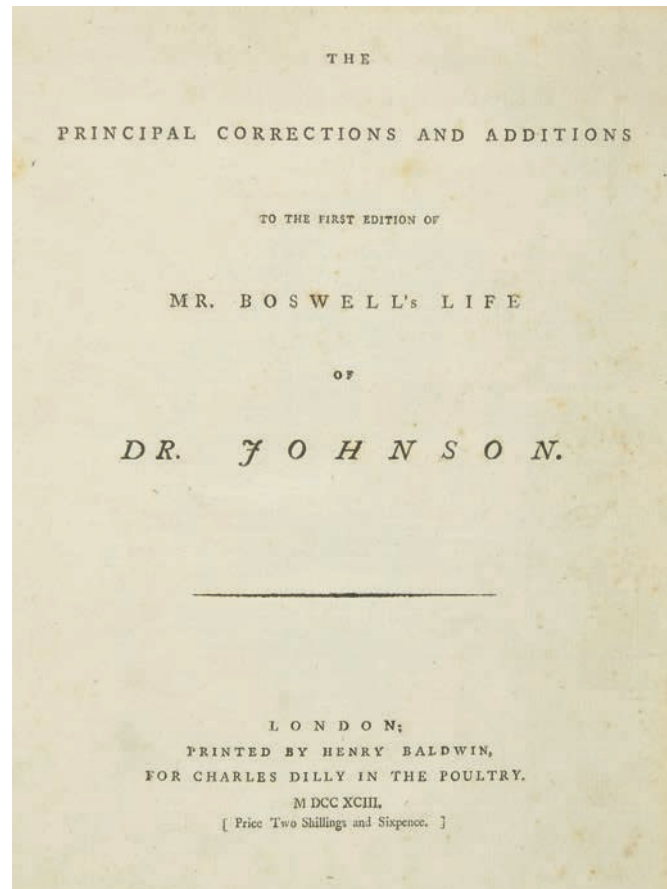 THE
PRINCIPAL CORRECTIONS AND ADDITIONS
TO THE FIRST EDITION OF
MR. BOSWELL's LIFE
OF
DR. JOHNSON.
LONDON;
PRINTED BY HENRY BALDWIN,
FOR CHARLES DILLY IN THE POULTRY.
M DCC XCIII.
[ Price Two Shillings and Sixpence. ]